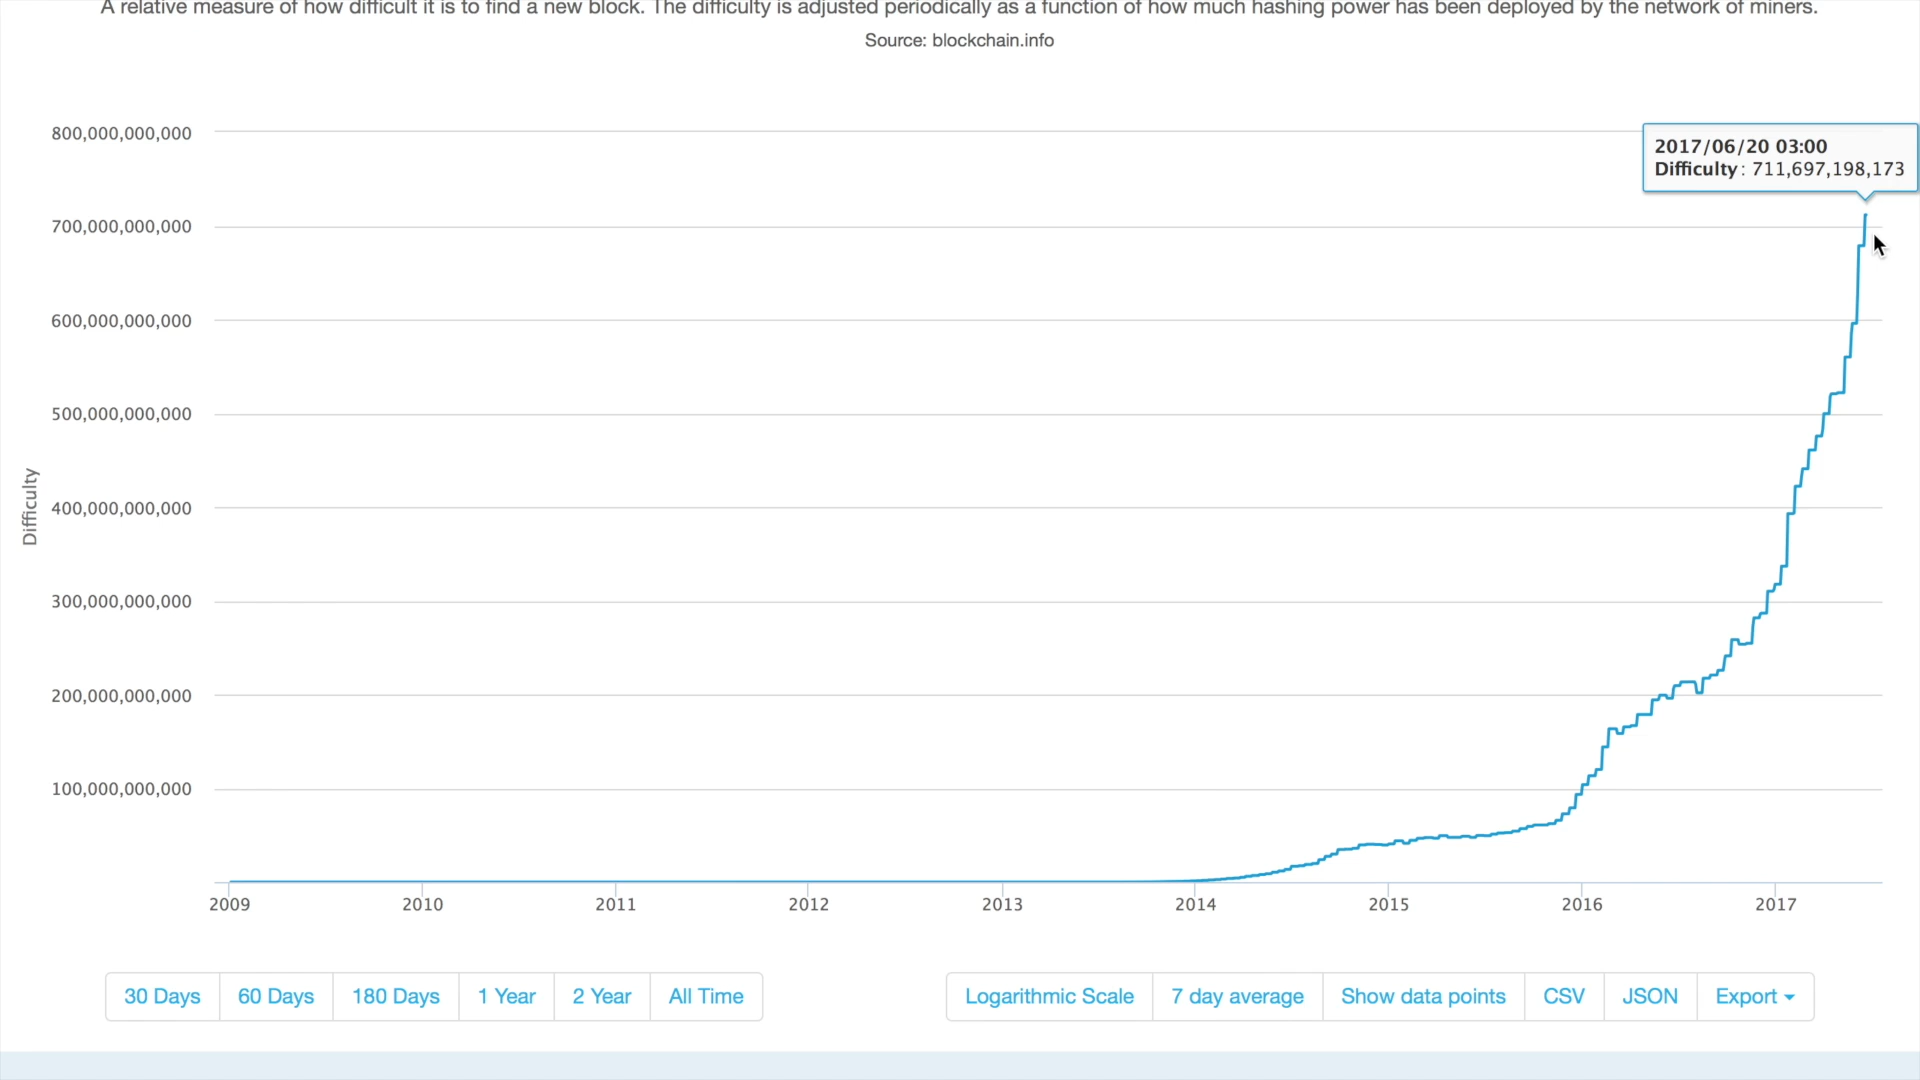 A relative measure of how difficult it is to find a new block. The difficulty is adjusted periodically as a function of how much hashing power has been deployed by the network of miners.
Source: blockchain.info
800,000,000,000
2017/06/20 03:00
Difficulty: 711,697,198,173
700,000,000,000
600,000,000,000
500,000,000,000
Difficulty
400,000,000,000
300,000,000,000
200,000,000,000
100,000,000,000
2009 2010 2011 2012 2013 2014 2015 2016 2017
30 Days 60 Days 180 Days 1 Year 2 Year All Time Logarithmic Scale 7 day average Show data points CSV JSON Export